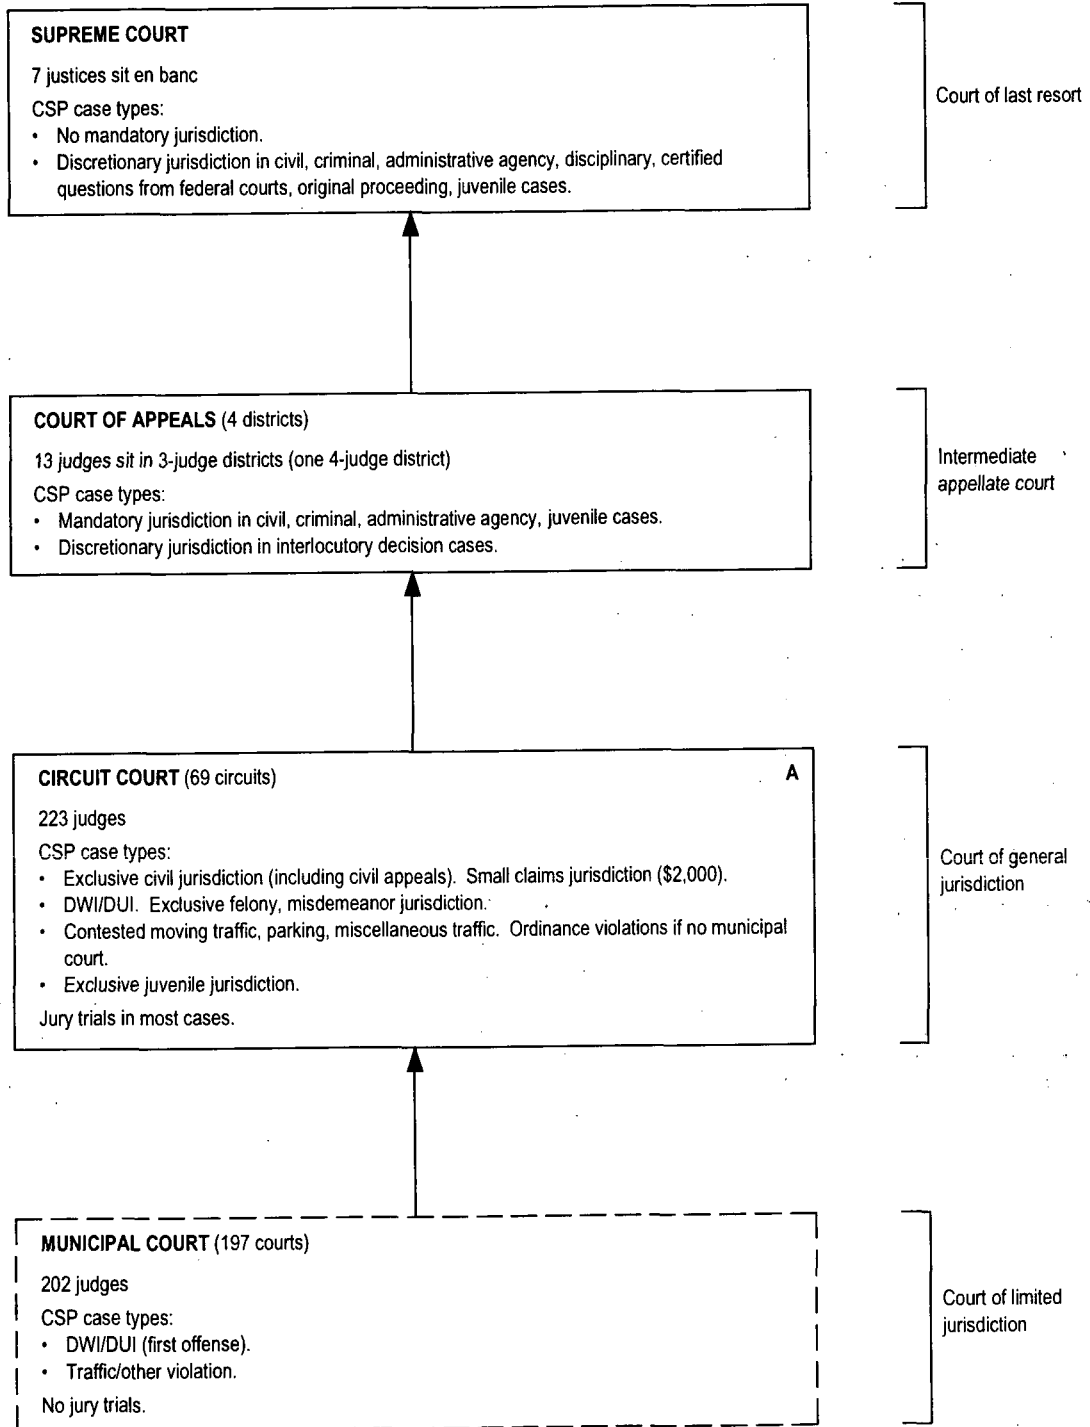 SUPREME COURT
7 justices sit en banc
CSP case types:
• No mandatory jurisdiction.
• Discretionary jurisdiction in civil, criminal, administrative agency, disciplinary, certified
questions from federal courts, original proceeding, juvenile cases.
Court of last resort
COURT OF APPEALS (4 districts)
13 judges sit in 3-judge districts (one 4-judge district)
CSP case types:
• Mandatory jurisdiction in civil, criminal, administrative agency, juvenile cases.
• Discretionary jurisdiction in interlocutory decision cases.
Intermediate
appellate court
CIRCUIT COURT (69 circuits) A
223 judges
CSP case types:
• Exclusive civil jurisdiction (including civil appeals). Small claims jurisdiction ($2,000).
• DWI/DUI. Exclusive felony, misdemeanor jurisdiction.
• Contested moving traffic, parking, miscellaneous traffic. Ordinance violations if no municipal
court.
• Exclusive juvenile jurisdiction.
Jury trials in most cases.
Court of general
jurisdiction
MUNICIPAL COURT (197 courts)
202 judges
CSP case types:
• DWI/DUI (first offense).
• Traffic/other violation.
No jury trials.
Court of limited
jurisdiction